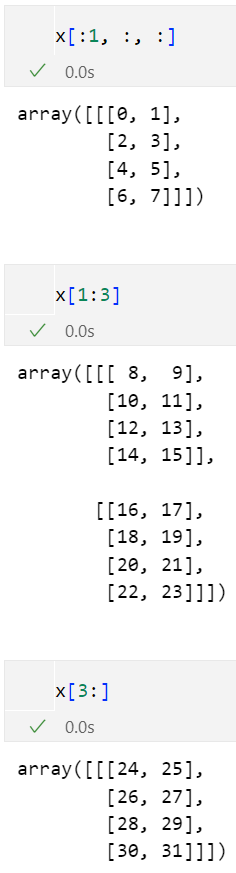 x[:1, :, :]
0.0s
array([[[0, 1],
        [2, 3],
        [4, 5],
        [6, 7]]])
x[1:3]
0.0s
array([[[ 8,  9],
        [10, 11],
        [12, 13],
        [14, 15]],
       [[16, 17],
        [18, 19],
        [20, 21],
        [22, 23]]])
x[3:]
0.0s
array([[[24, 25],
        [26, 27],
        [28, 29],
        [30, 31]]])